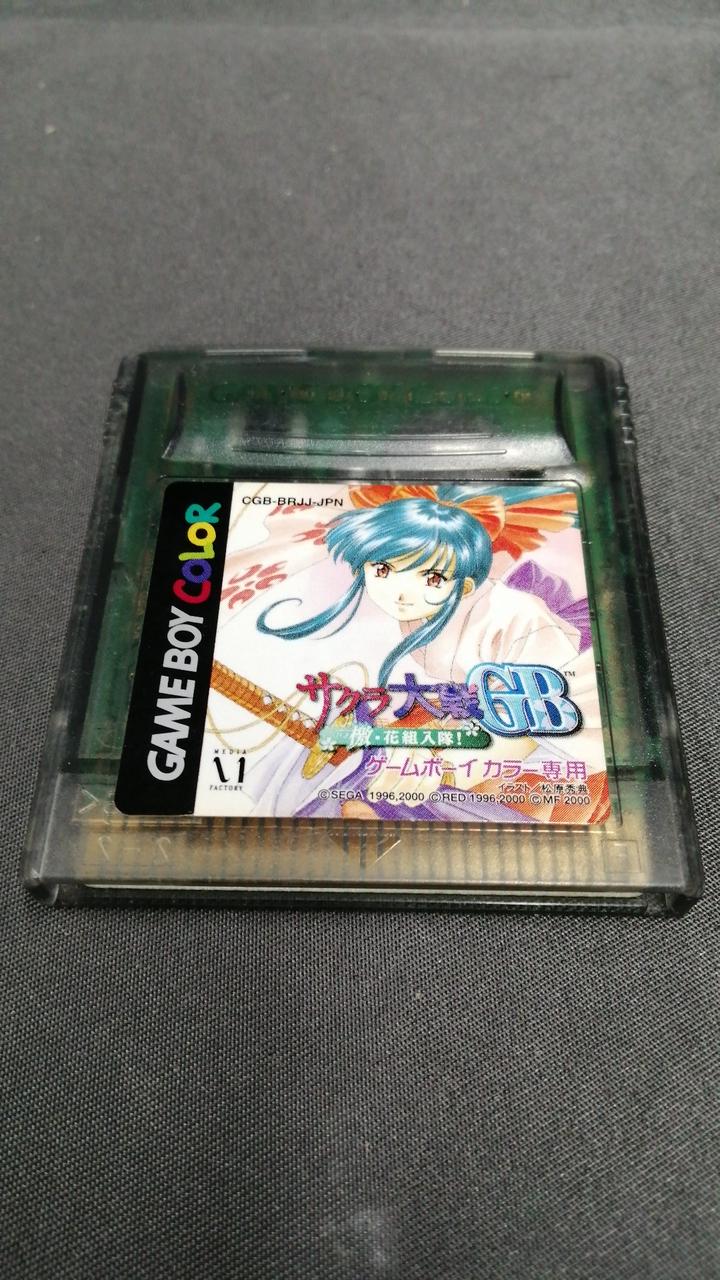 GAME BOY COLOR
CGB-BRJJ-JPN
サクラ大戦GB™
檄・花組入隊!
ゲームボーイ カラー専用
イラスト/松原秀典
MEDIA
FACTORY
©SEGA 1996,2000 ©RED 1996,2000 ©MF 2000